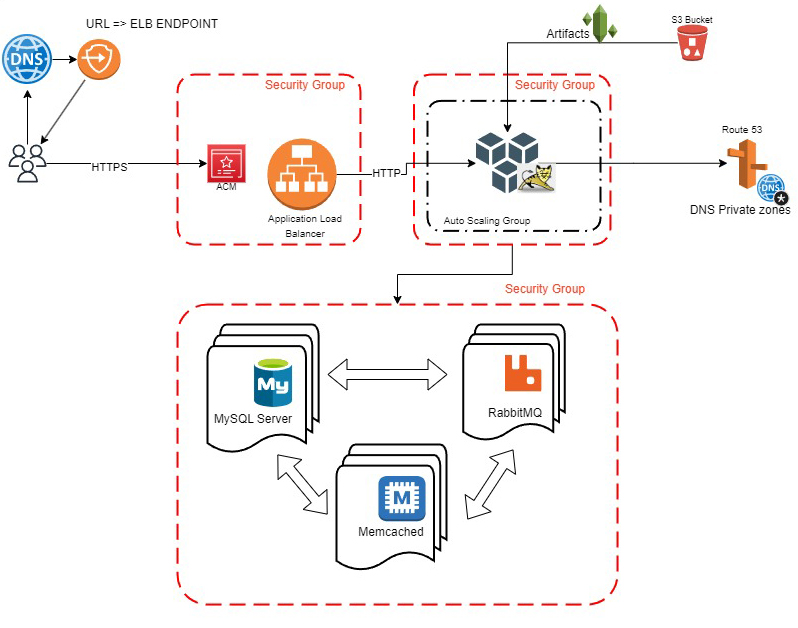 URL => ELB ENDPOINT
DNS
S3 Bucket
Artifacts
Security Group
Security Group
Route 53
HTTPS
ACM
HTTP
DNS
DNS Private zones
Application Load
Balancer
Auto Scaling Group
Security Group
My
MySQL Server
RabbitMQ
M
Memcached